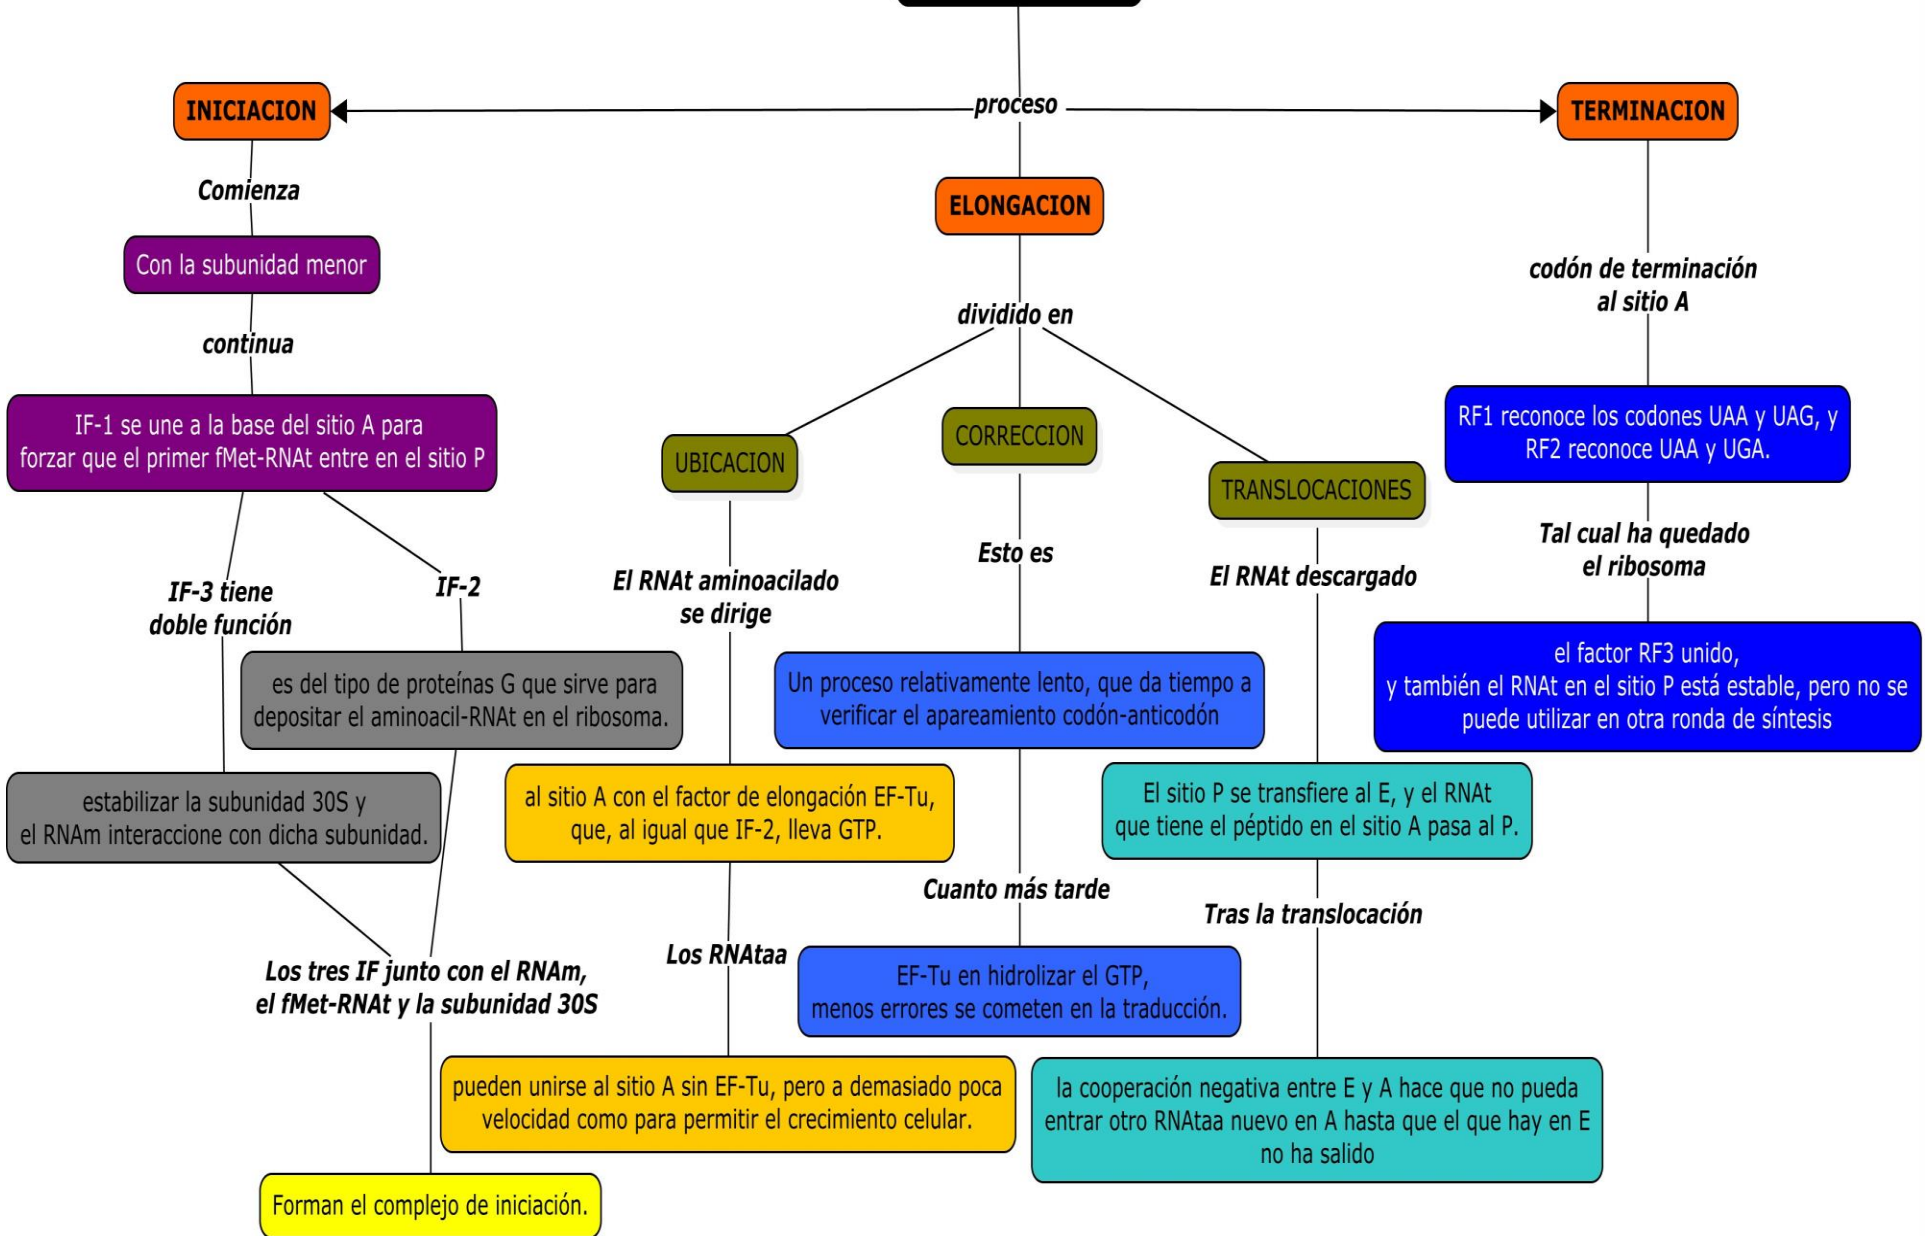 proceso
INICIACION
Comienza
Con la subunidad menor
continua
IF-1 se une a la base del sitio A para
forzar que el primer fMet-RNAt entre en el sitio P
IF-3 tiene
doble función
IF-2
es del tipo de proteínas G que sirve para
depositar el aminoacil-RNAt en el ribosoma.
estabilizar la subunidad 30S y
el RNAm interaccione con dicha subunidad.
Los tres IF junto con el RNAm,
el fMet-RNAt y la subunidad 30S
Forman el complejo de iniciación.
ELONGACION
dividido en
UBICACION
El RNAt aminoacilado
se dirige
al sitio A con el factor de elongación EF-Tu,
que, al igual que IF-2, lleva GTP.
Los RNAtaa
pueden unirse al sitio A sin EF-Tu, pero a demasiado poca
velocidad como para permitir el crecimiento celular.
CORRECCION
Esto es
Un proceso relativamente lento, que da tiempo a
verificar el apareamiento codón-anticodón
Cuanto más tarde
EF-Tu en hidrolizar el GTP,
menos errores se cometen en la traducción.
TRANSLOCACIONES
El RNAt descargado
El sitio P se transfiere al E, y el RNAt
que tiene el péptido en el sitio A pasa al P.
Tras la translocación
la cooperación negativa entre E y A hace que no pueda
entrar otro RNAtaa nuevo en A hasta que el que hay en E
no ha salido
TERMINACION
codón de terminación
al sitio A
RF1 reconoce los codones UAA y UAG, y
RF2 reconoce UAA y UGA.
Tal cual ha quedado
el ribosoma
el factor RF3 unido,
y también el RNAt en el sitio P está estable, pero no se
puede utilizar en otra ronda de síntesis